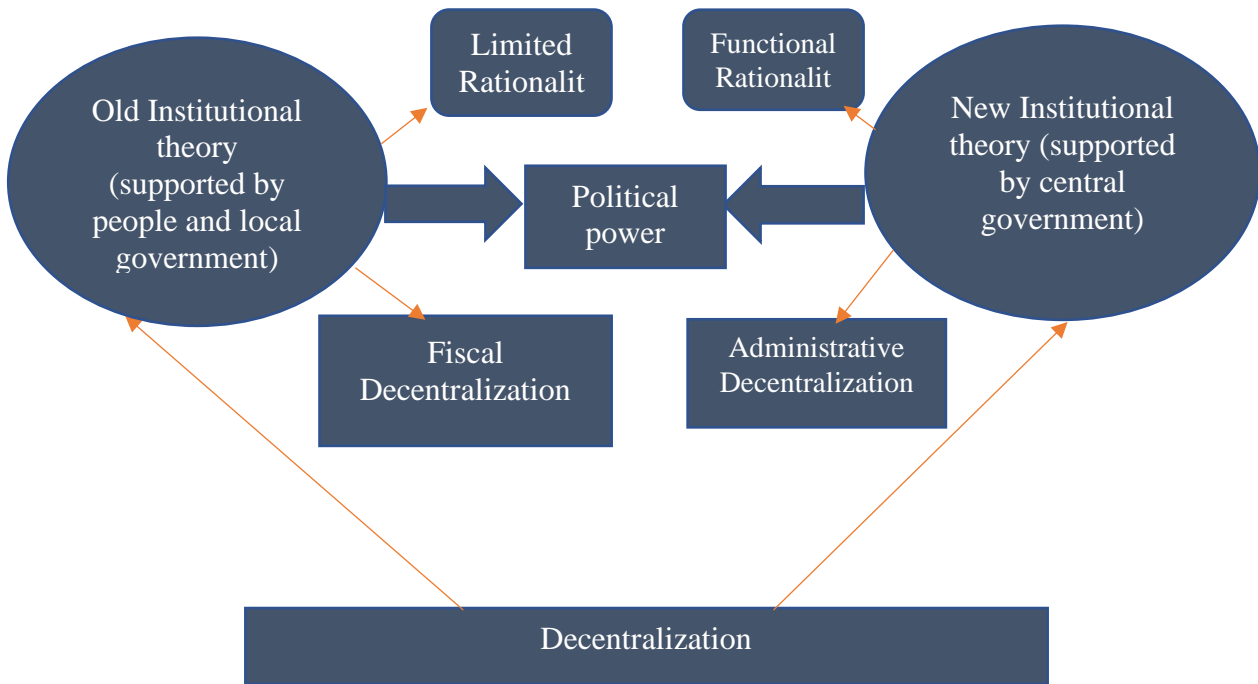 Limited
Rationalit
Functional
Rationalit
Old Institutional
theory
(supported by
people and local
government)
New Institutional
theory (supported
by central
government)
Political
power
Fiscal
Decentralization
Administrative
Decentralization
Decentralization